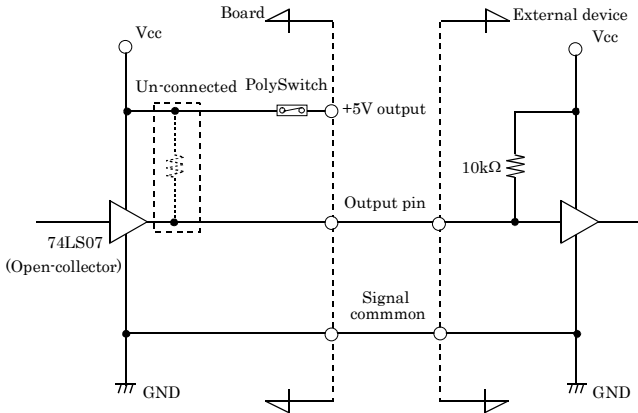 Board
External device
Vcc
Vcc
Un-connected
PolySwitch
+5V output
10kΩ
Output pin
74LS07
(Open-collector)
Signal
commmon
GND
GND